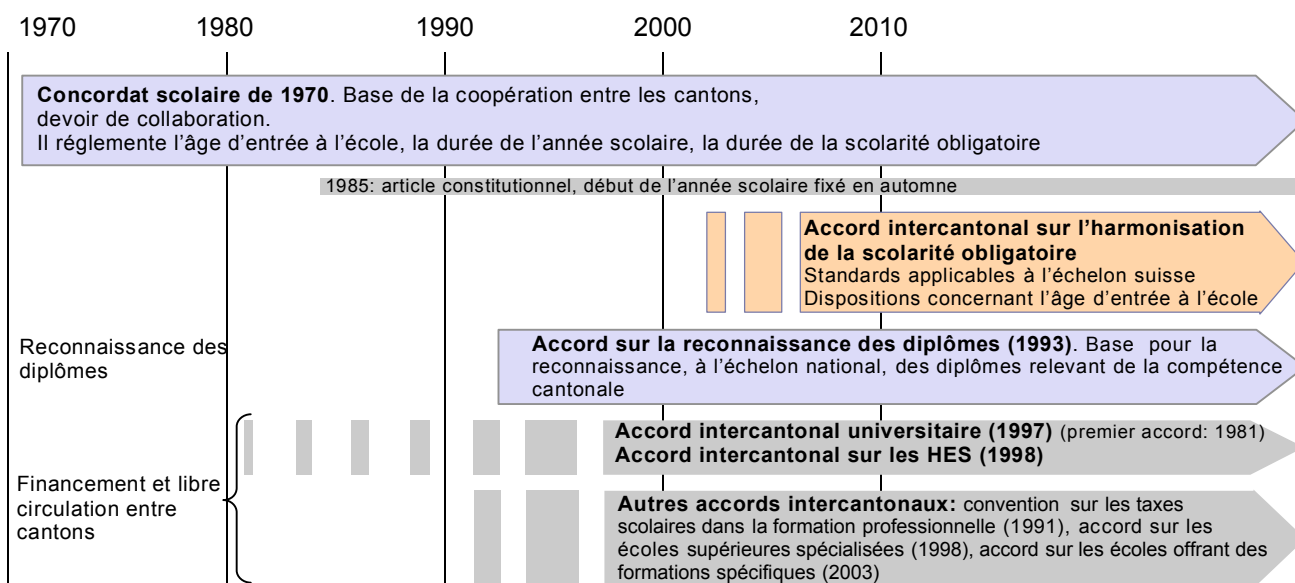 1970 1980 1990 2000 2010
Concordat scolaire de 1970. Base de la coopération entre les cantons,
devoir de collaboration.
Il réglemente l’âge d’entrée à l’école, la durée de l’année scolaire, la durée de la scolarité obligatoire
1985: article constitutionnel, début de l’année scolaire fixé en automne
Accord intercantonal sur l’harmonisation
de la scolarité obligatoire
Standards applicables à l’échelon suisse
Dispositions concernant l’âge d’entrée à l’école
Reconnaissance des
diplômes
Accord sur la reconnaissance des diplômes (1993). Base pour la
reconnaissance, à l’échelon national, des diplômes relevant de la compétence
cantonale
Financement et libre
circulation entre
cantons
Accord intercantonal universitaire (1997) (premier accord: 1981)
Accord intercantonal sur les HES (1998)
Autres accords intercantonaux: convention sur les taxes
scolaires dans la formation professionnelle (1991), accord sur les
écoles supérieures spécialisées (1998), accord sur les écoles offrant des
formations spécifiques (2003)